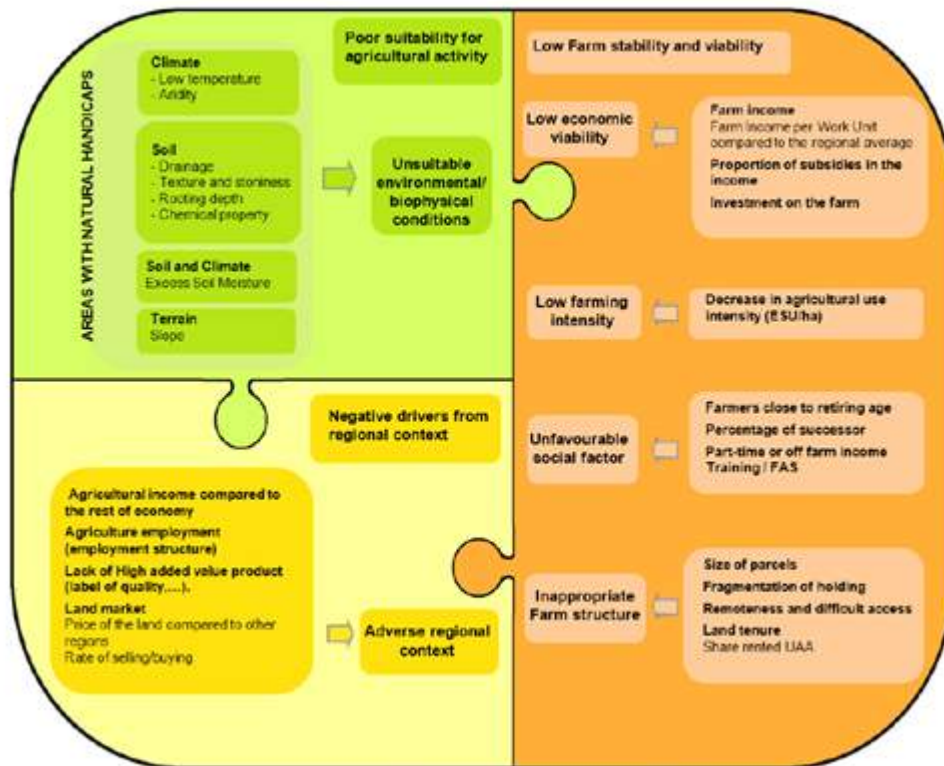 AREAS WITH NATURAL HANDICAPS
Poor suitability for
agricultural activity
Climate
- Low temperature
- Aridity
Soil
- Drainage
- Texture and stoniness
- Rooting depth
- Chemical property
Soil and Climate
Excess Soil Moisture
Terrain
Slope
Unsuitable
environmental/
biophysical
conditions
Low Farm stability and viability
Low economic
viability
Farm income
Farm Income per Work Unit
compared to the regional average
Proportion of subsidies in the
income
Investment on the farm
Low farming
intensity
Decrease in agricultural use
intensity (ESU/ha)
Unfavourable
social factor
Farmers close to retiring age
Percentage of successor
Part-time or off farm income
Training / FAS
Inappropriate
Farm structure
Size of parcels
Fragmentation of holding
Remoteness and difficult access
Land tenure
Share rented UAA
Negative drivers from
regional context
Agricultural income compared to
the rest of economy
Agriculture employment
(employment structure)
Lack of High added value product
(label of quality.....).
Land market
Price of the land compared to other
regions
Rate of selling/buying
Adverse regional
context